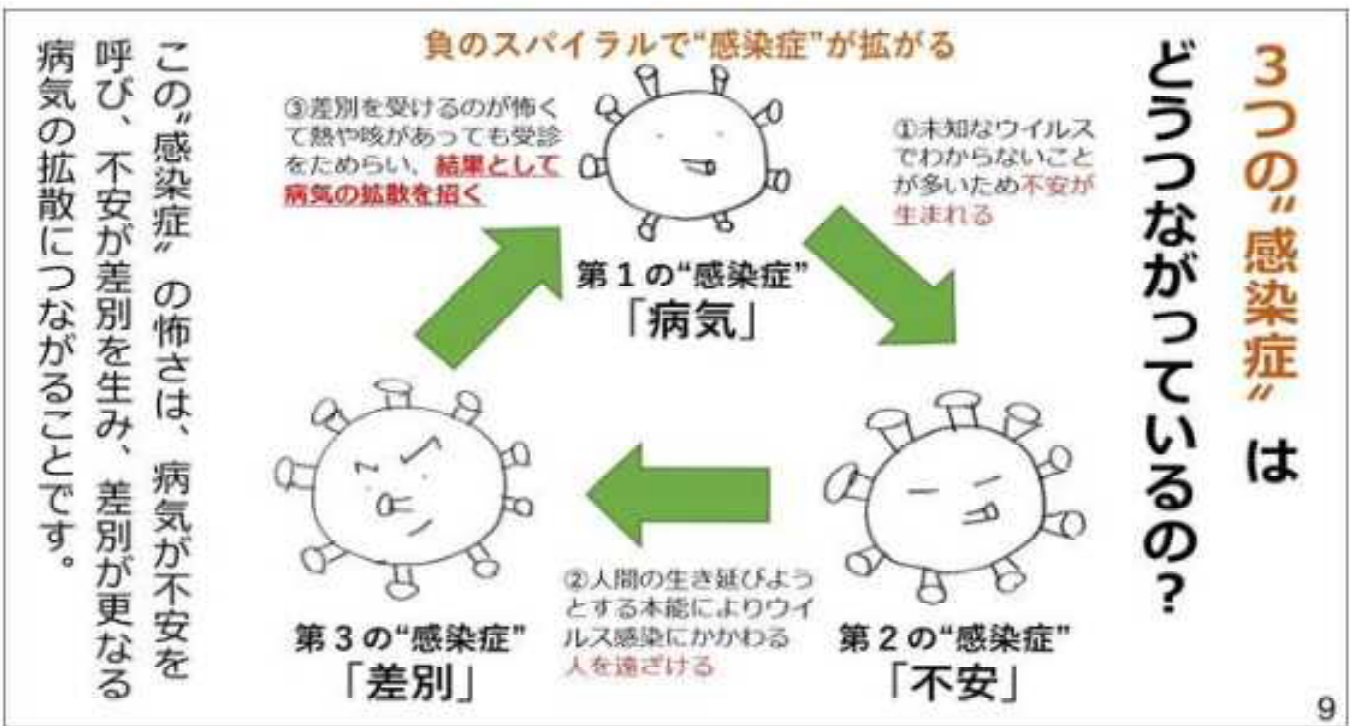 3つの“感染症”は
どうつながっているの?
負のスパイラルで“感染症”が拡がる
第1の“感染症”
「病気」
①未知なウイルス
でわからないこと
が多いため不安が
生まれる
第2の“感染症”
「不安」
②人間の生き延びよう
とする本能によりウイ
ルス感染にかかわる
人を遠ざける
第3の“感染症”
「差別」
③差別を受けるのが怖く
て熱や咳があっても受診
をためらい、結果として
病気の拡散を招く
この“感染症”の怖さは、病気が不安を
呼び、不安が差別を生み、差別が更なる
病気の拡散につながることです。
9